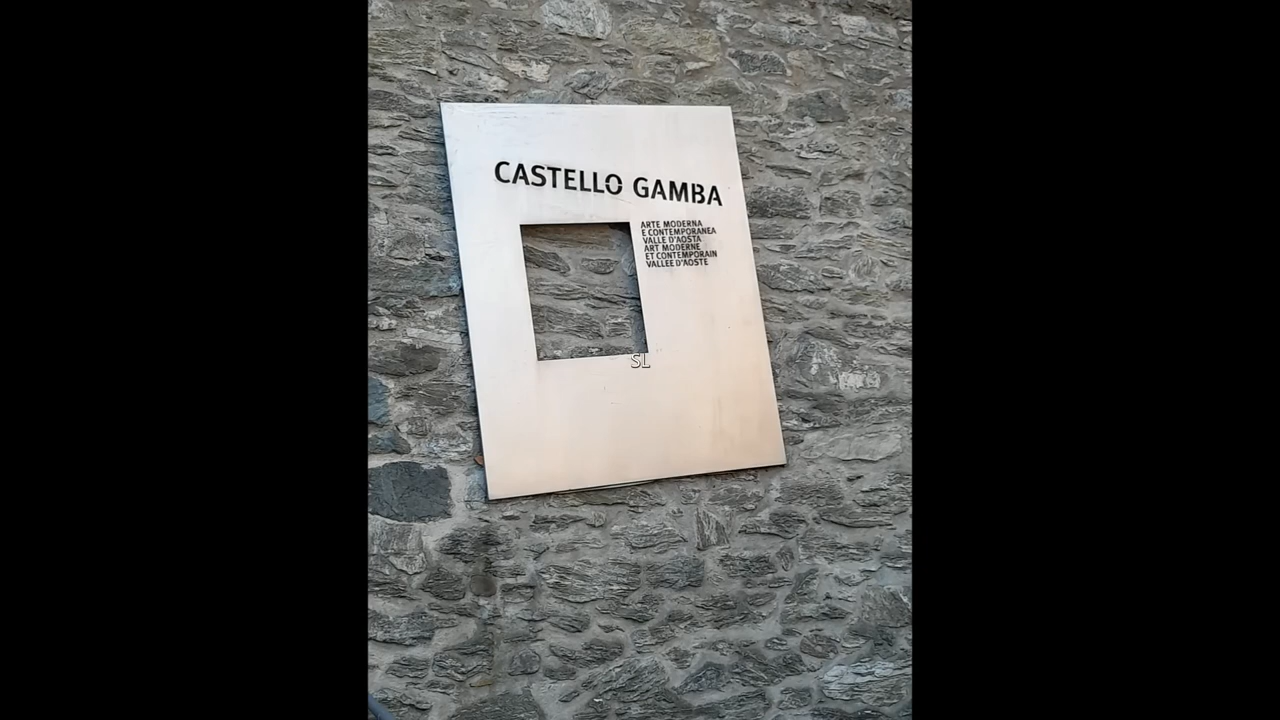 CASTELLO GAMBA
ARTE MODERNA
E CONTEMPORANEA
VALLE D'AOSTA
ART MODERNE
ET CONTEMPORAIN
VALLEE D'AOSTE
SL